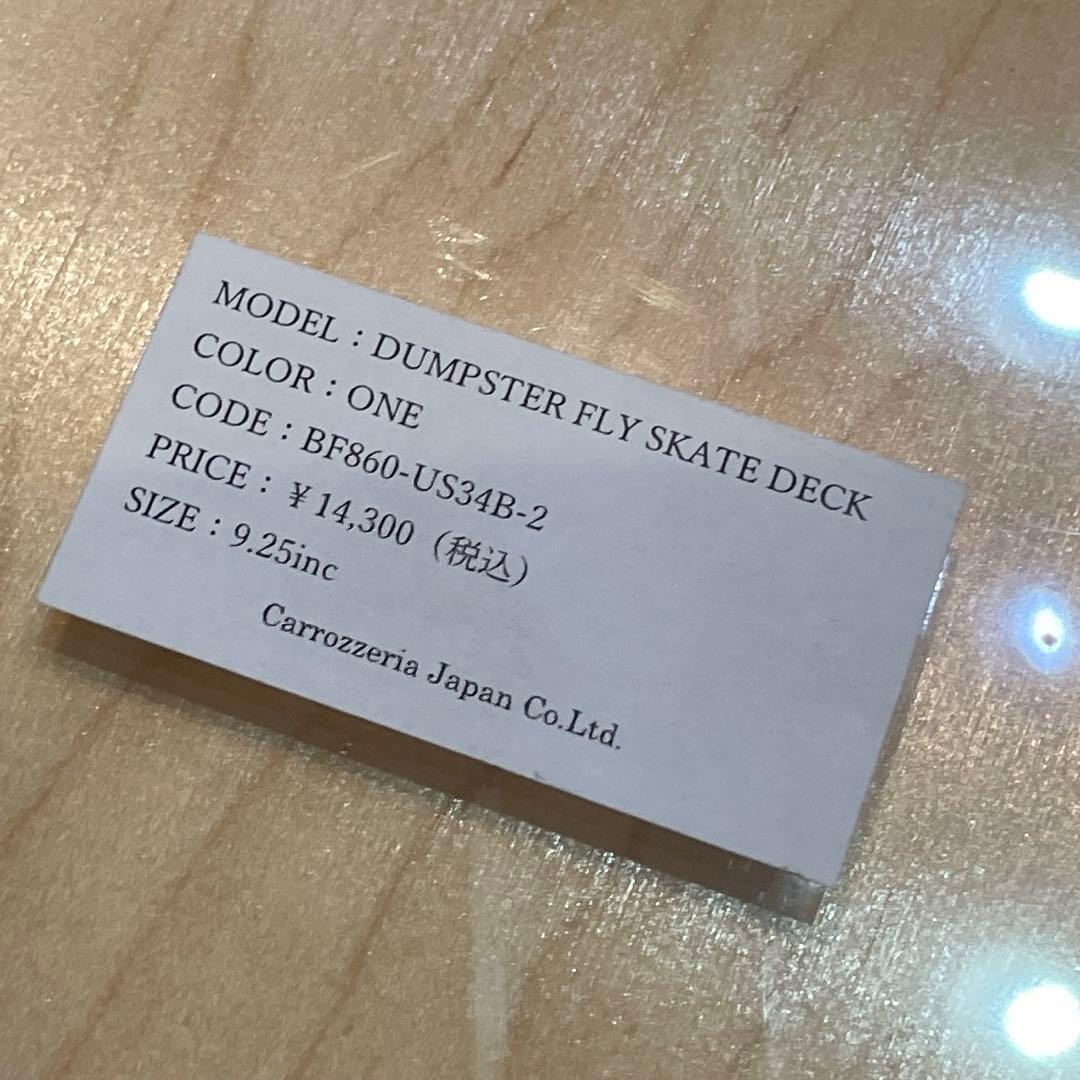 MODEL：DUMPSTER FLY SKATE DECK
COLOR：ONE
CODE：BF860-US34B-2
PRICE：￥14,300（税込）
SIZE：9.25inc
Carrozzeria Japan Co.Ltd.